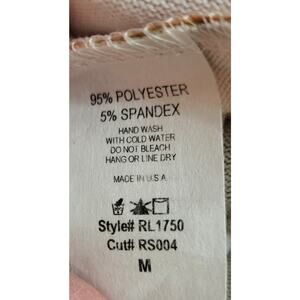 95% POLYESTER
5% SPANDEX
HAND WASH
WITH COLD WATER
DO NOT BLEACH
HANG OR LINE DRY
MADE IN U.S.A
Style# RL1750
Cut# RS004
M